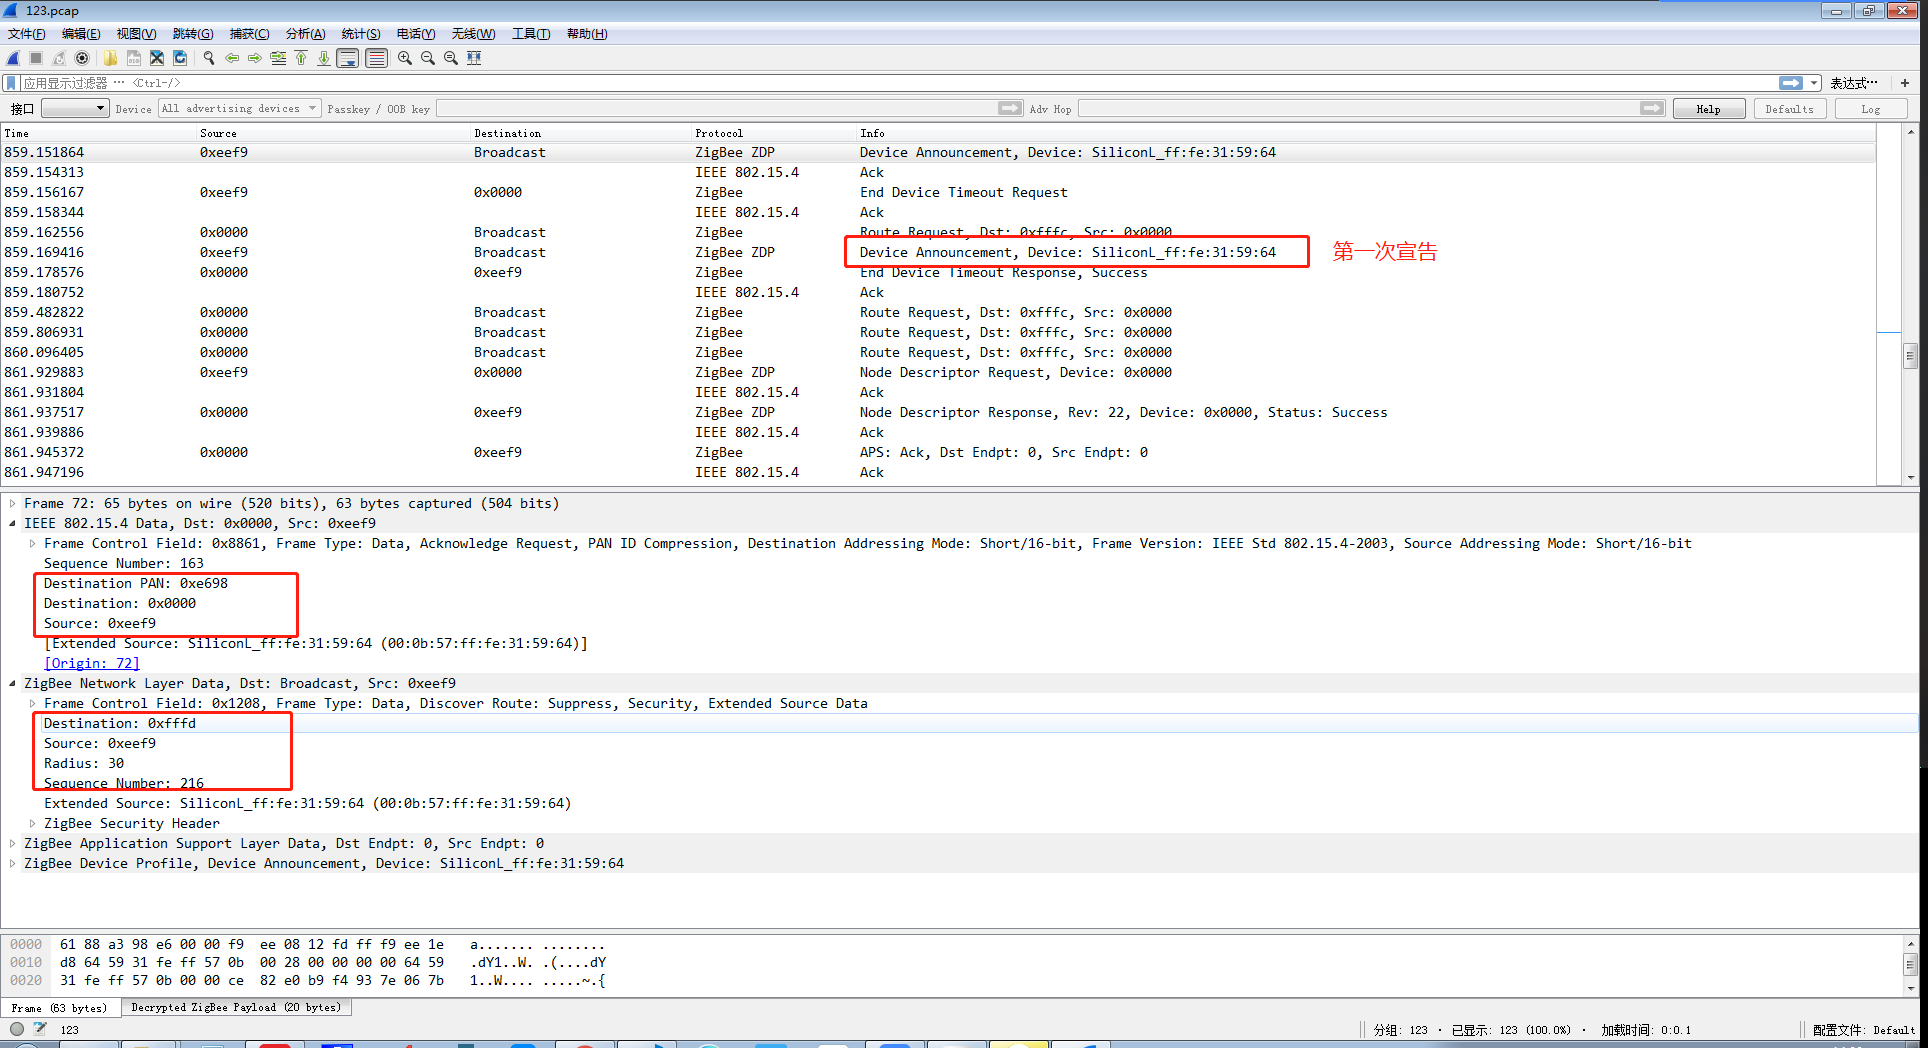 123.pcap
文件(F) 编辑(E) 视图(V) 跳转(G) 捕获(C) 分析(A) 统计(S) 电话(Y) 无线(W) 工具(T) 帮助(H)
应用显示过滤器 … <Ctrl-/> 表达式… +
接口 Device All advertising devices Passkey / OOB key Adv Hop Help Defaults Log
Time Source Destination Protocol Info
859.151864 0xeef9 Broadcast ZigBee ZDP Device Announcement, Device: SiliconL_ff:fe:31:59:64
859.154313 IEEE 802.15.4 Ack
859.156167 0xeef9 0x0000 ZigBee End Device Timeout Request
859.158344 IEEE 802.15.4 Ack
859.162556 0x0000 Broadcast ZigBee Route Request, Dst: 0xfffc, Src: 0x0000
859.169416 0xeef9 Broadcast ZigBee ZDP Device Announcement, Device: SiliconL_ff:fe:31:59:64 第一次宣告
859.178576 0x0000 0xeef9 ZigBee End Device Timeout Response, Success
859.180752 IEEE 802.15.4 Ack
859.482822 0x0000 Broadcast ZigBee Route Request, Dst: 0xfffc, Src: 0x0000
859.806931 0x0000 Broadcast ZigBee Route Request, Dst: 0xfffc, Src: 0x0000
860.096405 0x0000 Broadcast ZigBee Route Request, Dst: 0xfffc, Src: 0x0000
861.929883 0xeef9 0x0000 ZigBee ZDP Node Descriptor Request, Device: 0x0000
861.931804 IEEE 802.15.4 Ack
861.937517 0x0000 0xeef9 ZigBee ZDP Node Descriptor Response, Rev: 22, Device: 0x0000, Status: Success
861.939886 IEEE 802.15.4 Ack
861.945372 0x0000 0xeef9 ZigBee APS: Ack, Dst Endpt: 0, Src Endpt: 0
861.947196 IEEE 802.15.4 Ack
Frame 72: 65 bytes on wire (520 bits), 63 bytes captured (504 bits)
IEEE 802.15.4 Data, Dst: 0x0000, Src: 0xeef9
Frame Control Field: 0x8861, Frame Type: Data, Acknowledge Request, PAN ID Compression, Destination Addressing Mode: Short/16-bit, Frame Version: IEEE Std 802.15.4-2003, Source Addressing Mode: Short/16-bit
Sequence Number: 163
Destination PAN: 0xe698
Destination: 0x0000
Source: 0xeef9
[Extended Source: SiliconL_ff:fe:31:59:64 (00:0b:57:ff:fe:31:59:64)]
[Origin: 72]
ZigBee Network Layer Data, Dst: Broadcast, Src: 0xeef9
Frame Control Field: 0x1208, Frame Type: Data, Discover Route: Suppress, Security, Extended Source Data
Destination: 0xfffd
Source: 0xeef9
Radius: 30
Sequence Number: 216
Extended Source: SiliconL_ff:fe:31:59:64 (00:0b:57:ff:fe:31:59:64)
ZigBee Security Header
ZigBee Application Support Layer Data, Dst Endpt: 0, Src Endpt: 0
ZigBee Device Profile, Device Announcement, Device: SiliconL_ff:fe:31:59:64
0000 61 88 a3 98 e6 00 00 f9 ee 08 12 fd ff f9 ee 1e a....... ........
0010 d8 64 59 31 fe ff 57 0b 00 28 00 00 00 00 64 59 .dY1..W. .(....dY
0020 31 fe ff 57 0b 00 00 ce 82 e0 b9 f4 93 7e 06 7b 1..W.... .....~.{
Frame (63 bytes) Decrypted ZigBee Payload (20 bytes)
123 分组: 123 · 已显示: 123 (100.0%) · 加载时间: 0:0.1 配置文件: Default